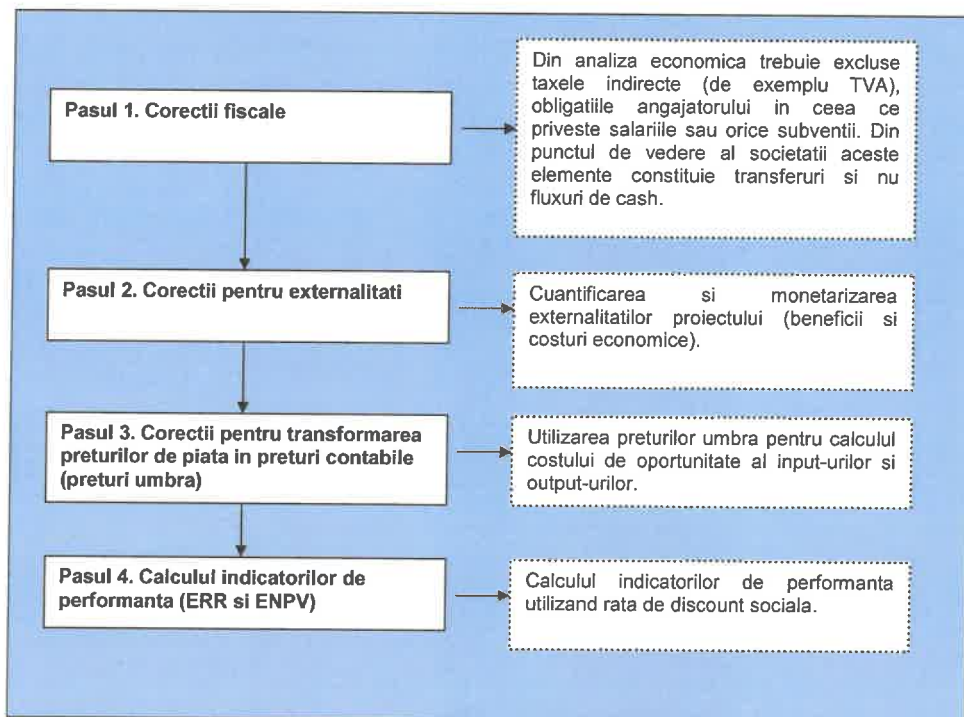 Pasul 1. Corectii fiscale
Din analiza economica trebuie excluse
taxele indirecte (de exemplu TVA),
obligatiile angajatorului in ceea ce
priveste salariile sau orice subventii. Din
punctul de vedere al societatii aceste
elemente constituie transferuri si nu
fluxuri de cash.
Pasul 2. Corectii pentru externalitati
Cuantificarea si monetarizarea
externalitatilor proiectului (beneficii si
costuri economice).
Pasul 3. Corectii pentru transformarea
preturilor de piata in preturi contabile
(preturi umbra)
Utilizarea preturilor umbra pentru calculul
costului de oportunitate al input-urilor si
output-urilor.
Pasul 4. Calculul indicatorilor de
performanta (ERR si ENPV)
Calculul indicatorilor de performanta
utilizand rata de discount sociala.